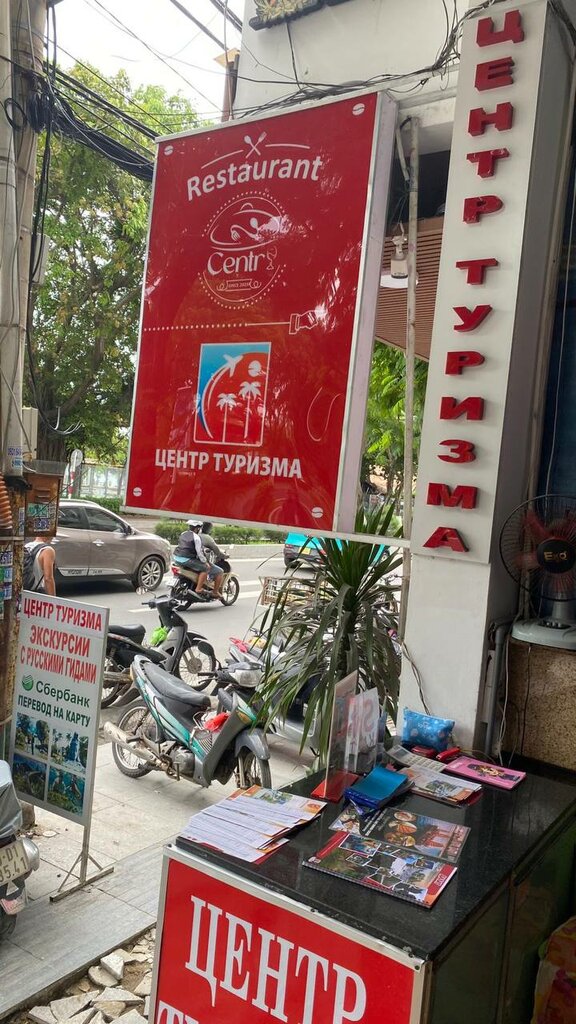 Restaurant
Centr
ЦЕНТР ТУРИЗМА
ЦЕНТР ТУРИЗМА
ЦЕНТР ТУРИЗМА
ЭКСКУРСИИ
С РУССКИМИ ГИДАМИ
Сбербанк
ПЕРЕВОД НА КАРТУ
ЦЕНТР